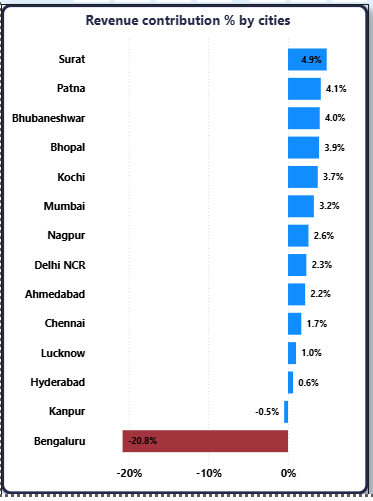 Revenue contribution % by cities
Surat 4.9%
Patna 4.1%
Bhubaneshwar 4.0%
Bhopal 3.9%
Kochi 3.7%
Mumbai 3.2%
Nagpur 2.6%
Delhi NCR 2.3%
Ahmedabad 2.2%
Chennai 1.7%
Lucknow 1.0%
Hyderabad 0.6%
Kanpur -0.5%
Bengaluru -20.8%
-20% -10% 0%